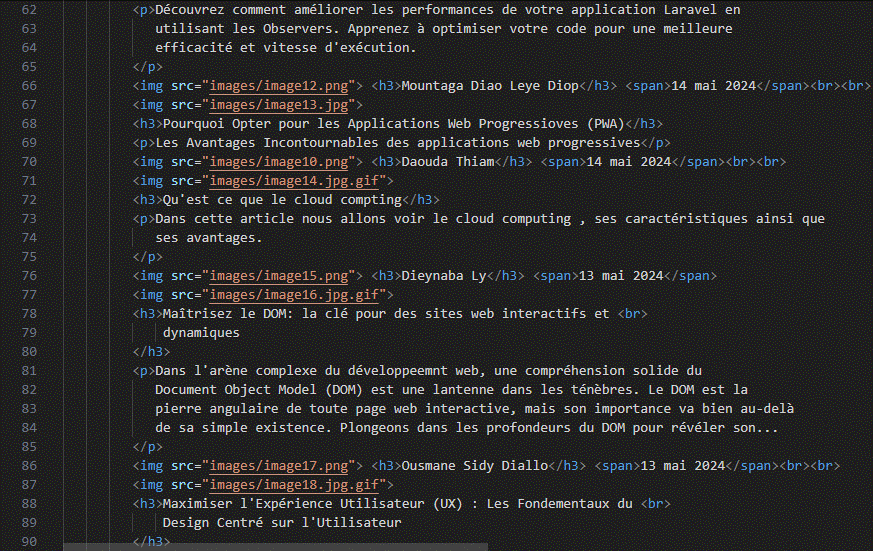 62 <p>Découvrez comment améliorer les performances de votre application Laravel en
63 utilisant les Observers. Apprenez à optimiser votre code pour une meilleure
64 efficacité et vitesse d'exécution.
65 </p>
66 <img src="images/image12.png"> <h3>Mountaga Diao Leye Diop</h3> <span>14 mai 2024</span><br><br>
67 <img src="images/image13.jpg">
68 <h3>Pourquoi Opter pour les Applications Web Progressioves (PWA)</h3>
69 <p>Les Avantages Incontournables des applications web progressives</p>
70 <img src="images/image10.png"> <h3>Daouda Thiam</h3> <span>14 mai 2024</span><br><br>
71 <img src="images/image14.jpg.gif">
72 <h3>Qu'est ce que le cloud compting</h3>
73 <p>Dans cette article nous allons voir le cloud computing , ses caractéristiques ainsi que
74 ses avantages.
75 </p>
76 <img src="images/image15.png"> <h3>Dieynaba Ly</h3> <span>13 mai 2024</span>
77 <img src="images/image16.jpg.gif">
78 <h3>Maîtrisez le DOM: la clé pour des sites web interactifs et <br>
79 dynamiques
80 </h3>
81 <p>Dans l'arène complexe du développeemnt web, une compréhension solide du
82 Document Object Model (DOM) est une lantenne dans les ténèbres. Le DOM est la
83 pierre angulaire de toute page web interactive, mais son importance va bien au-delà
84 de sa simple existence. Plongeons dans les profondeurs du DOM pour révéler son...
85 </p>
86 <img src="images/image17.png"> <h3>Ousmane Sidy Diallo</h3> <span>13 mai 2024</span><br><br>
87 <img src="images/image18.jpg.gif">
88 <h3>Maximiser l'Expérience Utilisateur (UX) : Les Fondementaux du <br>
89 Design Centré sur l'Utilisateur
90 </h3>